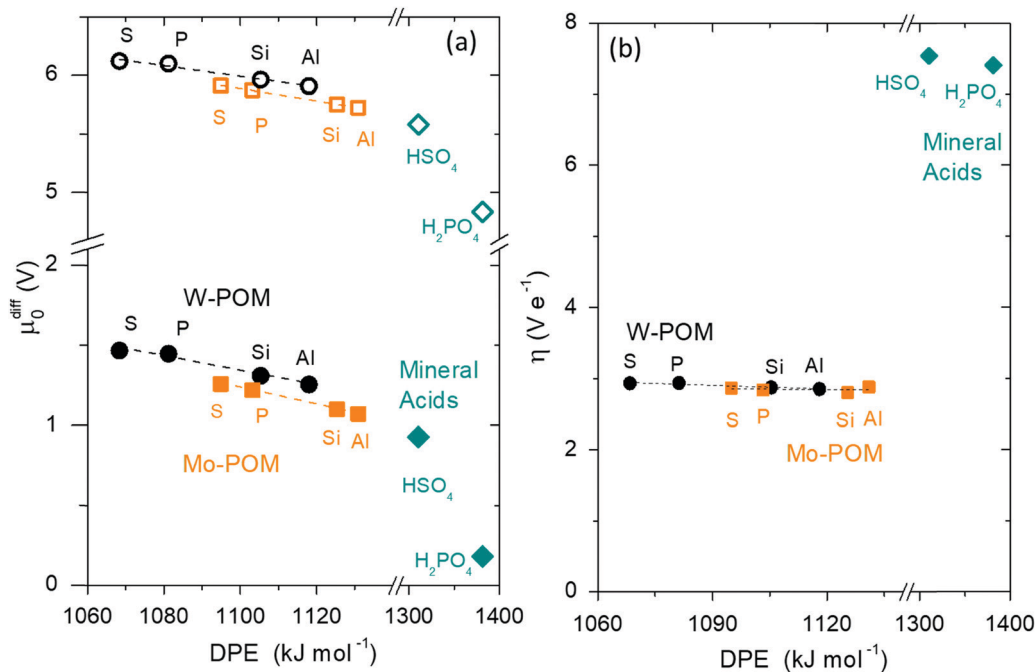 (a)
S
P
Si
Al
S
P
Si
Al
HSO₄
H₂PO₄
6
5
2
1
0
μ₀ᵈⁱᶠᶠ (V)
W-POM
S
P
Si
Al
S
P
Si
Al
Mo-POM
Mineral
Acids
HSO₄
H₂PO₄
1060 1080 1100 1120 1300 1400
DPE (kJ mol⁻¹)
(b)
8
6
4
2
0
η (V e⁻¹)
HSO₄
H₂PO₄
Mineral
Acids
W-POM
S
P
Si
Al
S
P
Si
Al
Mo-POM
1060 1090 1120 1300 1400
DPE (kJ mol⁻¹)